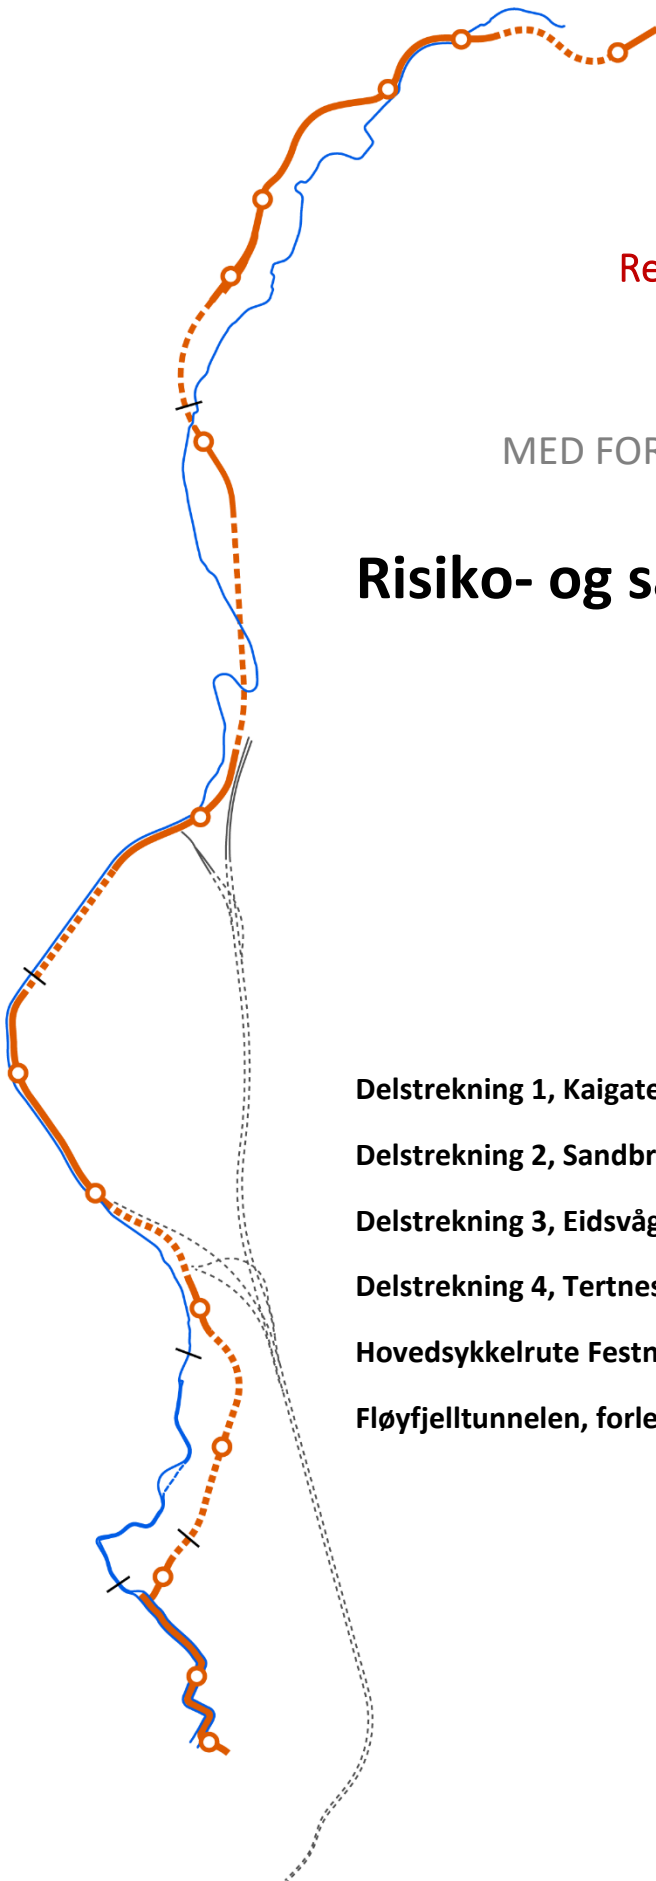 Re
MED FOR
Risiko- og s
Delstrekning 1, Kaigate
Delstrekning 2, Sandbr
Delstrekning 3, Eidsvåg
Delstrekning 4, Tertnes
Hovedsykkelrute Festn
Fløyfjelltunnelen, forle